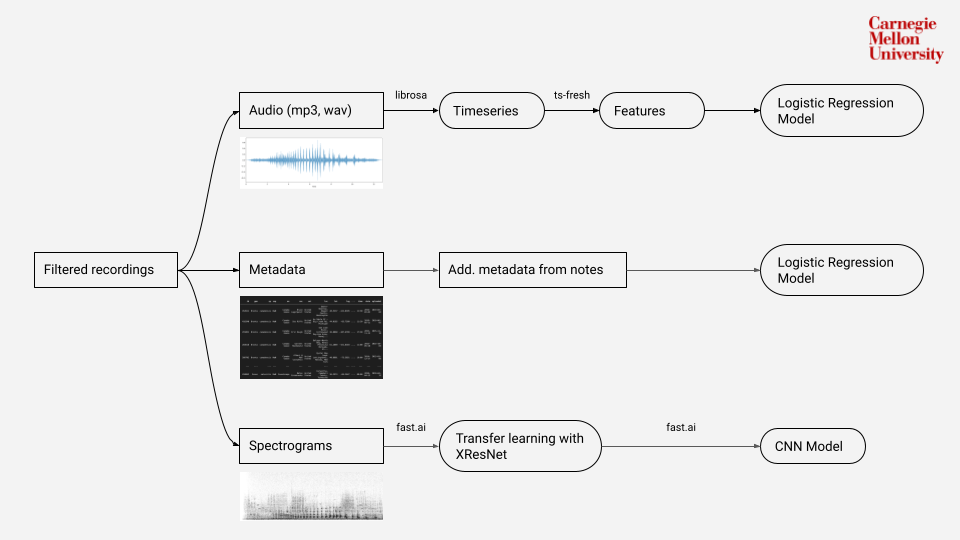 Carnegie
Mellon
University
librosa
ts-fresh
Audio (mp3, wav)
Timeseries
Features
Logistic Regression
Model
Filtered recordings
Metadata
Add. metadata from notes
Logistic Regression
Model
fast.ai
fast.ai
Spectrograms
Transfer learning with
XResNet
CNN Model